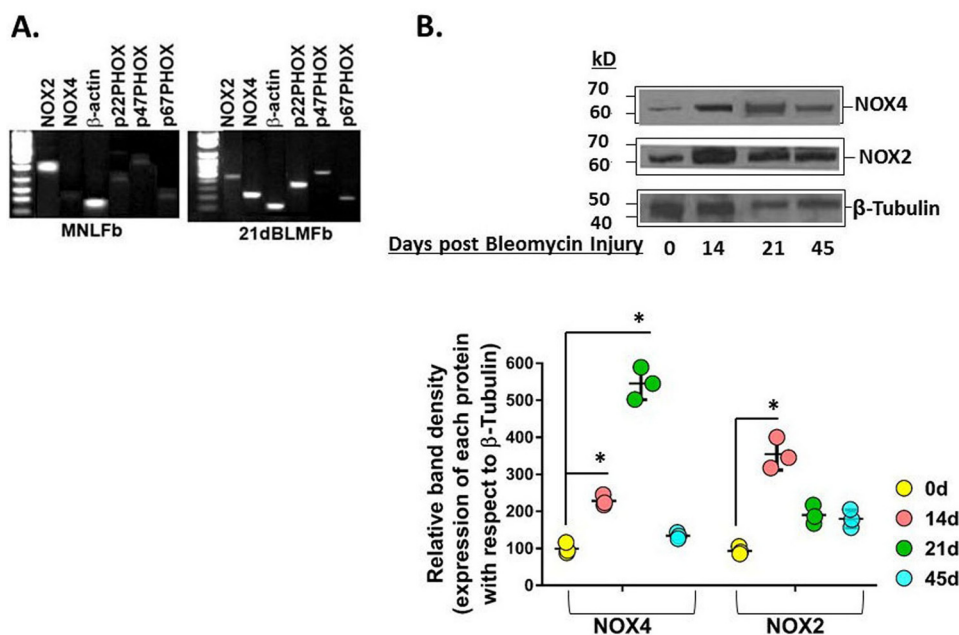 A.
NOX2
NOX4
β-actin
p22PHOX
p47PHOX
p67PHOX
NOX2
NOX4
β-actin
p22PHOX
p47PHOX
p67PHOX
MNLFb
21dBLMFb
B.
kD
70
60
NOX4
70
60
NOX2
50
40
β-Tubulin
Days post Bleomycin Injury 0 14 21 45
Relative band density
(expression of each protein
with respect to β-Tubulin)
600
500
400
300
200
100
0
*
*
*
NOX4
NOX2
0d
14d
21d
45d